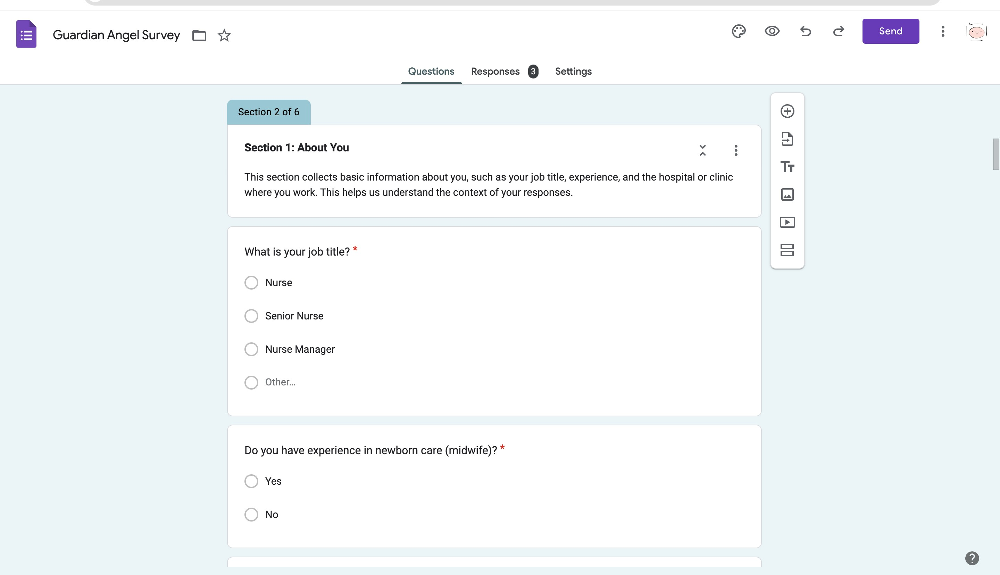 Guardian Angel Survey
Send
Questions
Responses 3
Settings
Section 2 of 6
Section 1: About You
This section collects basic information about you, such as your job title, experience, and the hospital or clinic
where you work. This helps us understand the context of your responses.
What is your job title? *
Nurse
Senior Nurse
Nurse Manager
Other...
Do you have experience in newborn care (midwife)? *
Yes
No